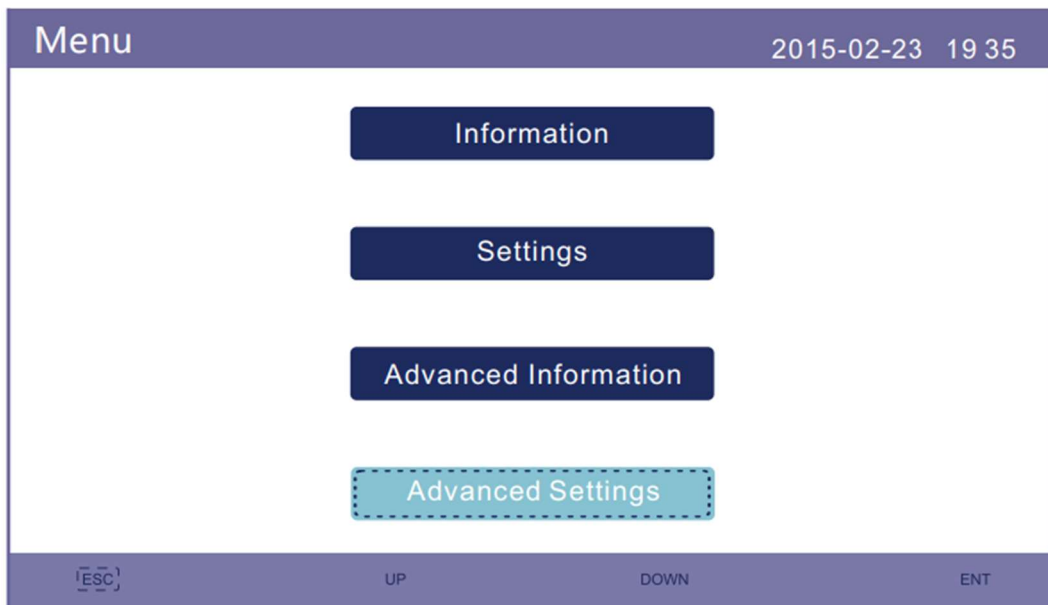 Menu 2015-02-23 19 35
Information
Settings
Advanced Information
Advanced Settings
ESC UP DOWN ENT